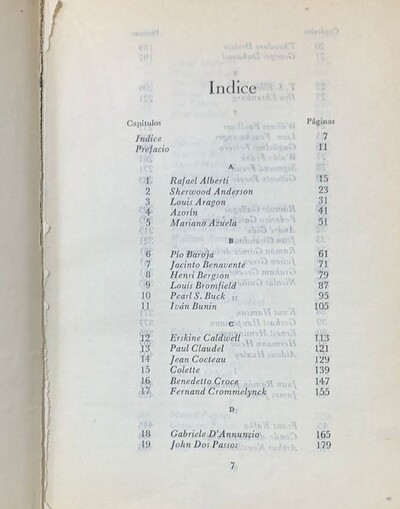 Indice
Capítulos Páginas
Indice 7
Prefacio 11
A
1 Rafael Alberti 15
2 Sherwood Anderson 23
3 Louis Aragon 31
4 Azorín 41
5 Mariano Azuela 51
B
6 Pío Baroja 61
7 Jacinto Benavente 71
8 Henri Bergson 79
9 Louis Bromfield 87
10 Pearl S. Buck 95
11 Iván Bunin 105
C
12 Erskine Caldwell 113
13 Paul Claudel 121
14 Jean Cocteau 129
15 Colette 139
16 Benedetto Croce 147
17 Fernand Crommelynck 155
D
18 Gabriele D'Annunzio 165
19 John Dos Passos 179
7